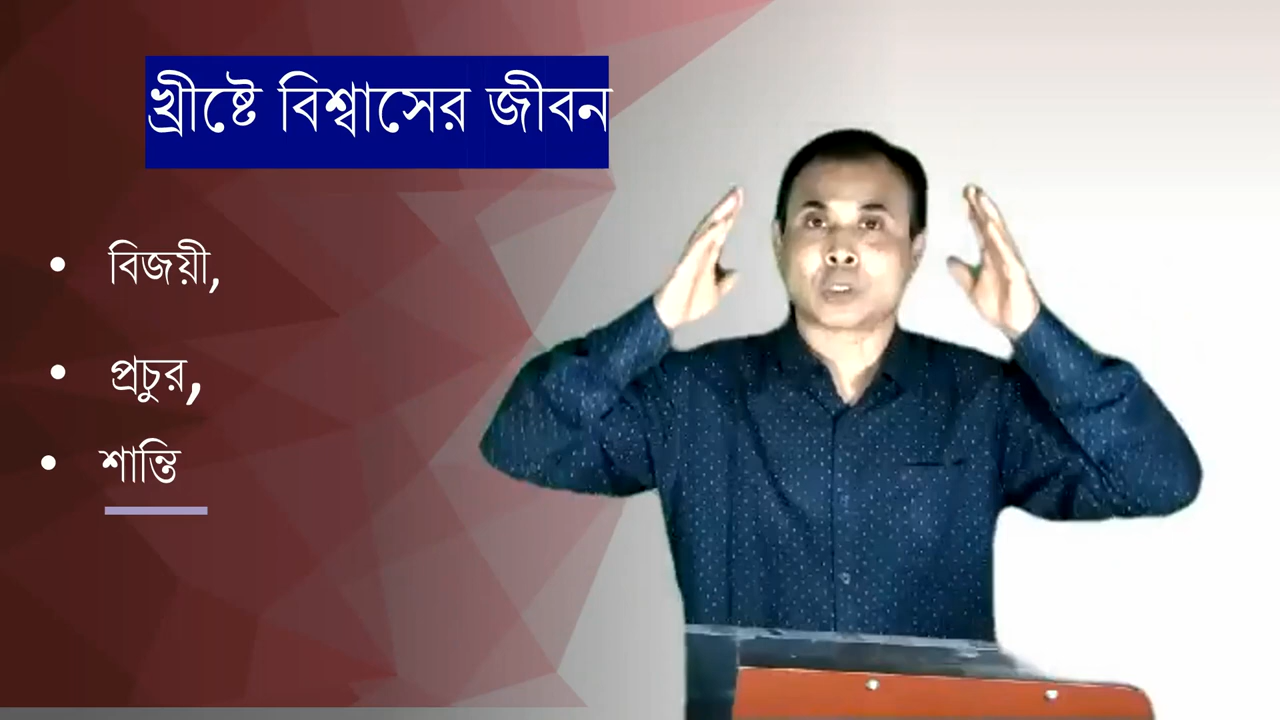 খ্রীষ্টে বিশ্বাসের জীবন
• বিজয়ী,
• প্রচুর,
• শান্তি